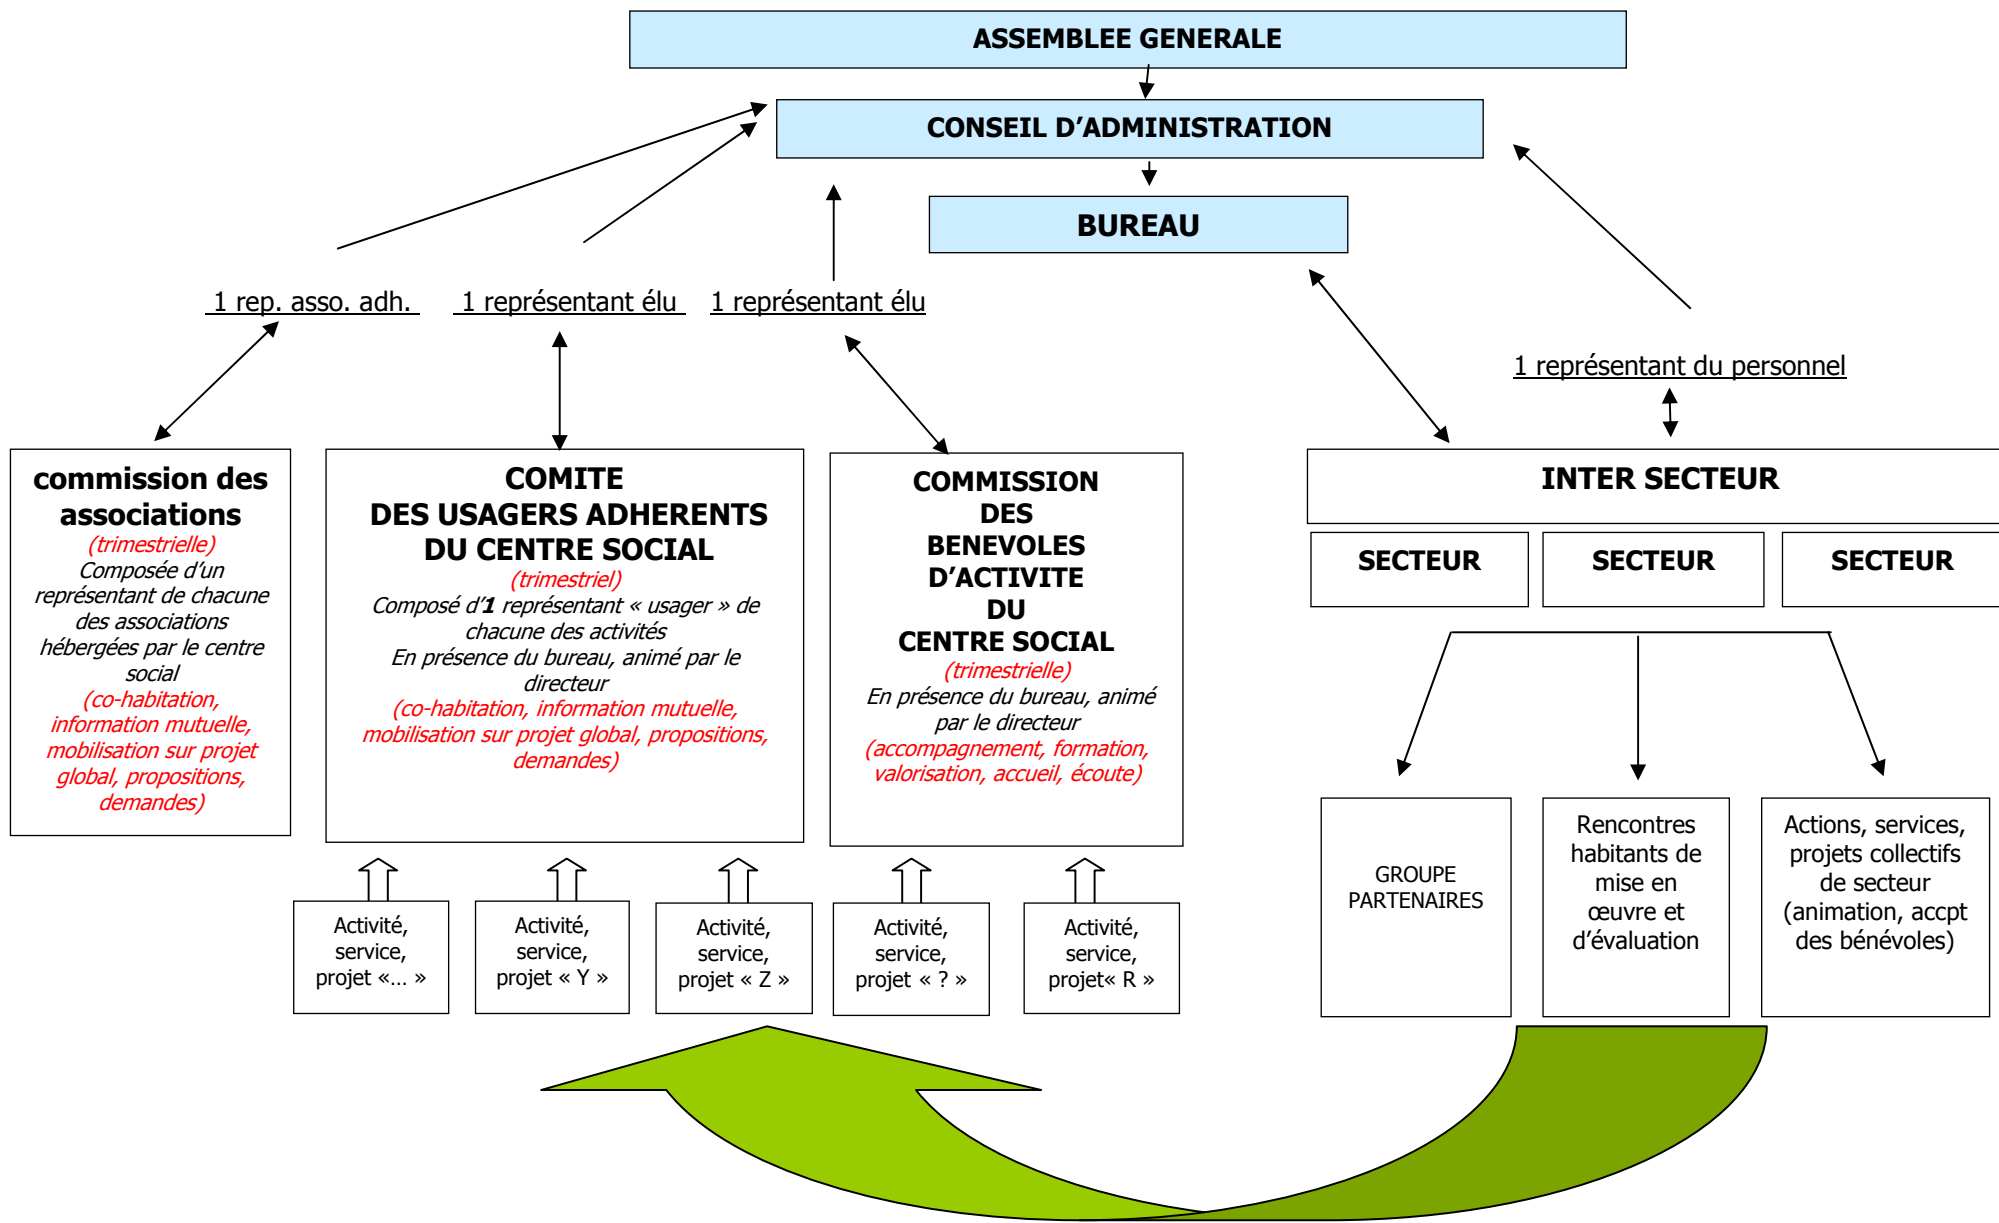 ASSEMBLEE GENERALE
CONSEIL D'ADMINISTRATION
BUREAU
1 rep. asso. adh.
1 représentant élu
1 représentant élu
1 représentant du personnel
commission des
associations
(trimestrielle)
Composée d'un
représentant de chacune
des associations
hébergées par le centre
social
(co-habitation,
information mutuelle,
mobilisation sur projet
global, propositions,
demandes)
COMITE
DES USAGERS ADHERENTS
DU CENTRE SOCIAL
(trimestriel)
Composé d'1 représentant « usager » de
chacune des activités
En présence du bureau, animé par le
directeur
(co-habitation, information mutuelle,
mobilisation sur projet global, propositions,
demandes)
COMMISSION
DES
BENEVOLES
D'ACTIVITE
DU
CENTRE SOCIAL
(trimestrielle)
En présence du bureau, animé
par le directeur
(accompagnement, formation,
valorisation, accueil, écoute)
INTER SECTEUR
SECTEUR
SECTEUR
SECTEUR
Activité,
service,
projet «... »
Activité,
service,
projet « Y »
Activité,
service,
projet « Z »
Activité,
service,
projet « ? »
Activité,
service,
projet« R »
GROUPE
PARTENAIRES
Rencontres
habitants de
mise en
œuvre et
d'évaluation
Actions, services,
projets collectifs
de secteur
(animation, accpt
des bénévoles)